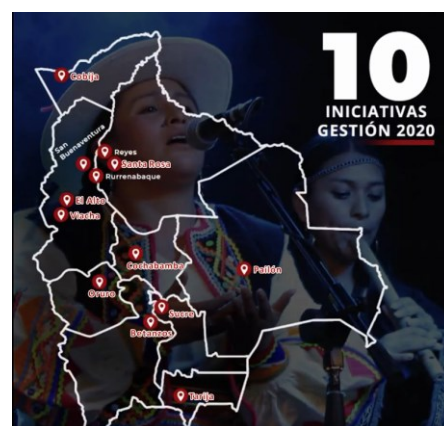 10
INICIATIVAS
GESTIÓN 2020
Cobija
San
Buenaventura
Reyes
Santa Rosa
Rurrenabaque
El Alto
Viacha
Cochabamba
Pailón
Oruro
Sucre
Betanzos
Tarija